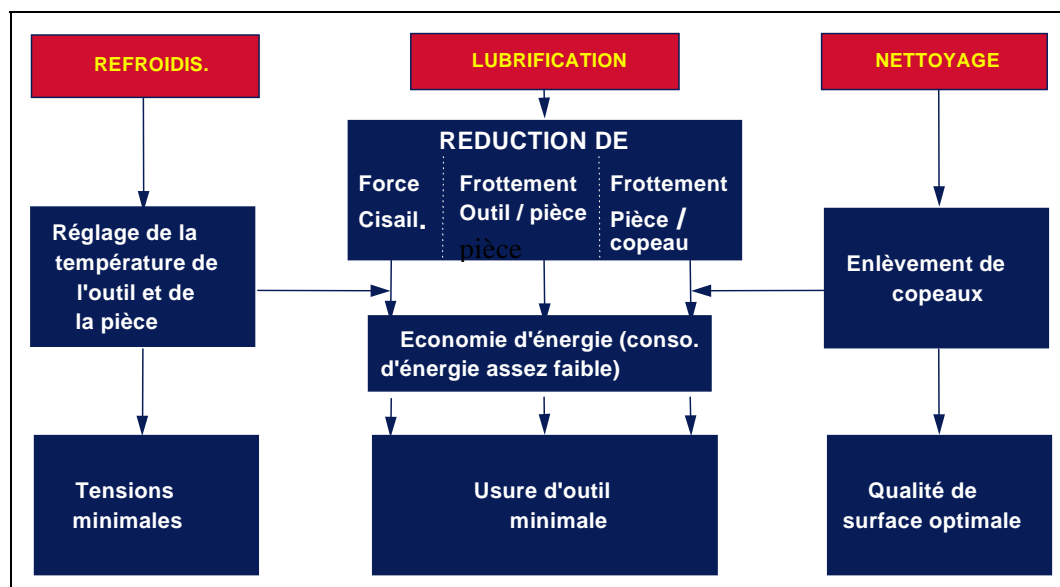 REFROIDIS.
LUBRIFICATION
NETTOYAGE
REDUCTION DE
Force
Cisail.
Frottement
Outil / pièce
pièce
Frottement
Pièce /
copeau
Réglage de la
température de
l'outil et de
la pièce
Enlèvement de
copeaux
Economie d'énergie (conso.
d'énergie assez faible)
Tensions
minimales
Usure d'outil
minimale
Qualité de
surface optimale